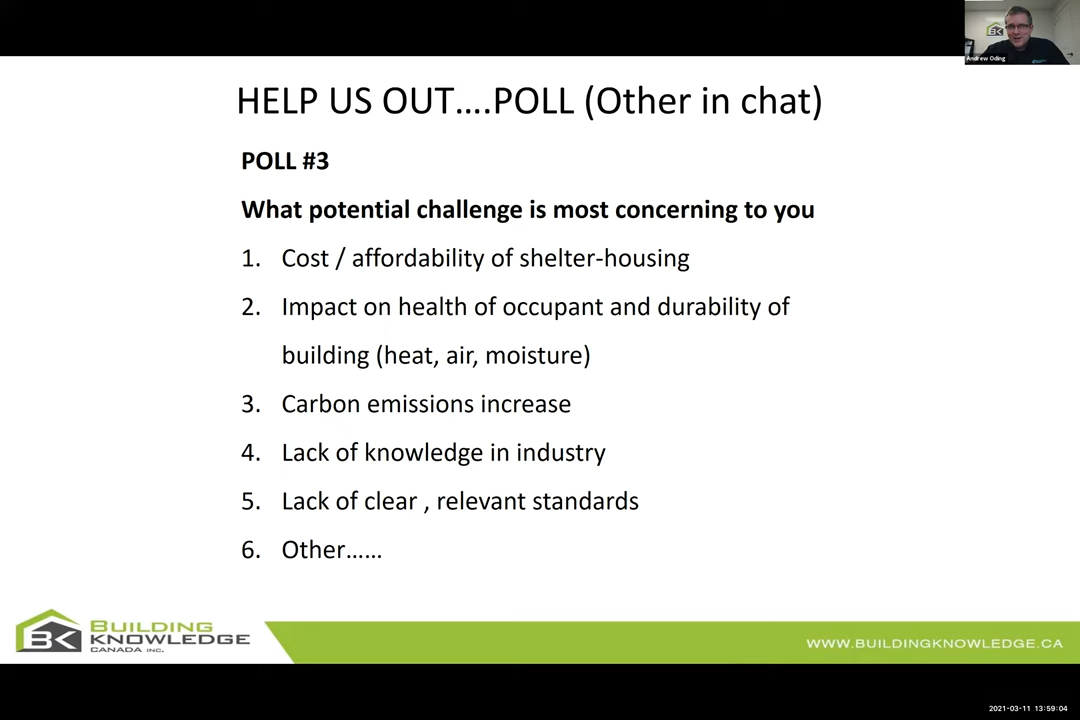 BK
Andrew Oding
HELP US OUT....POLL (Other in chat)
POLL #3
What potential challenge is most concerning to you
1. Cost / affordability of shelter-housing
2. Impact on health of occupant and durability of
building (heat, air, moisture)
3. Carbon emissions increase
4. Lack of knowledge in industry
5. Lack of clear , relevant standards
6. Other......
BK
BUILDING
KNOWLEDGE
CANADA INC.
WWW.BUILDINGKNOWLEDGE.CA
2021-03-11 13:59:04